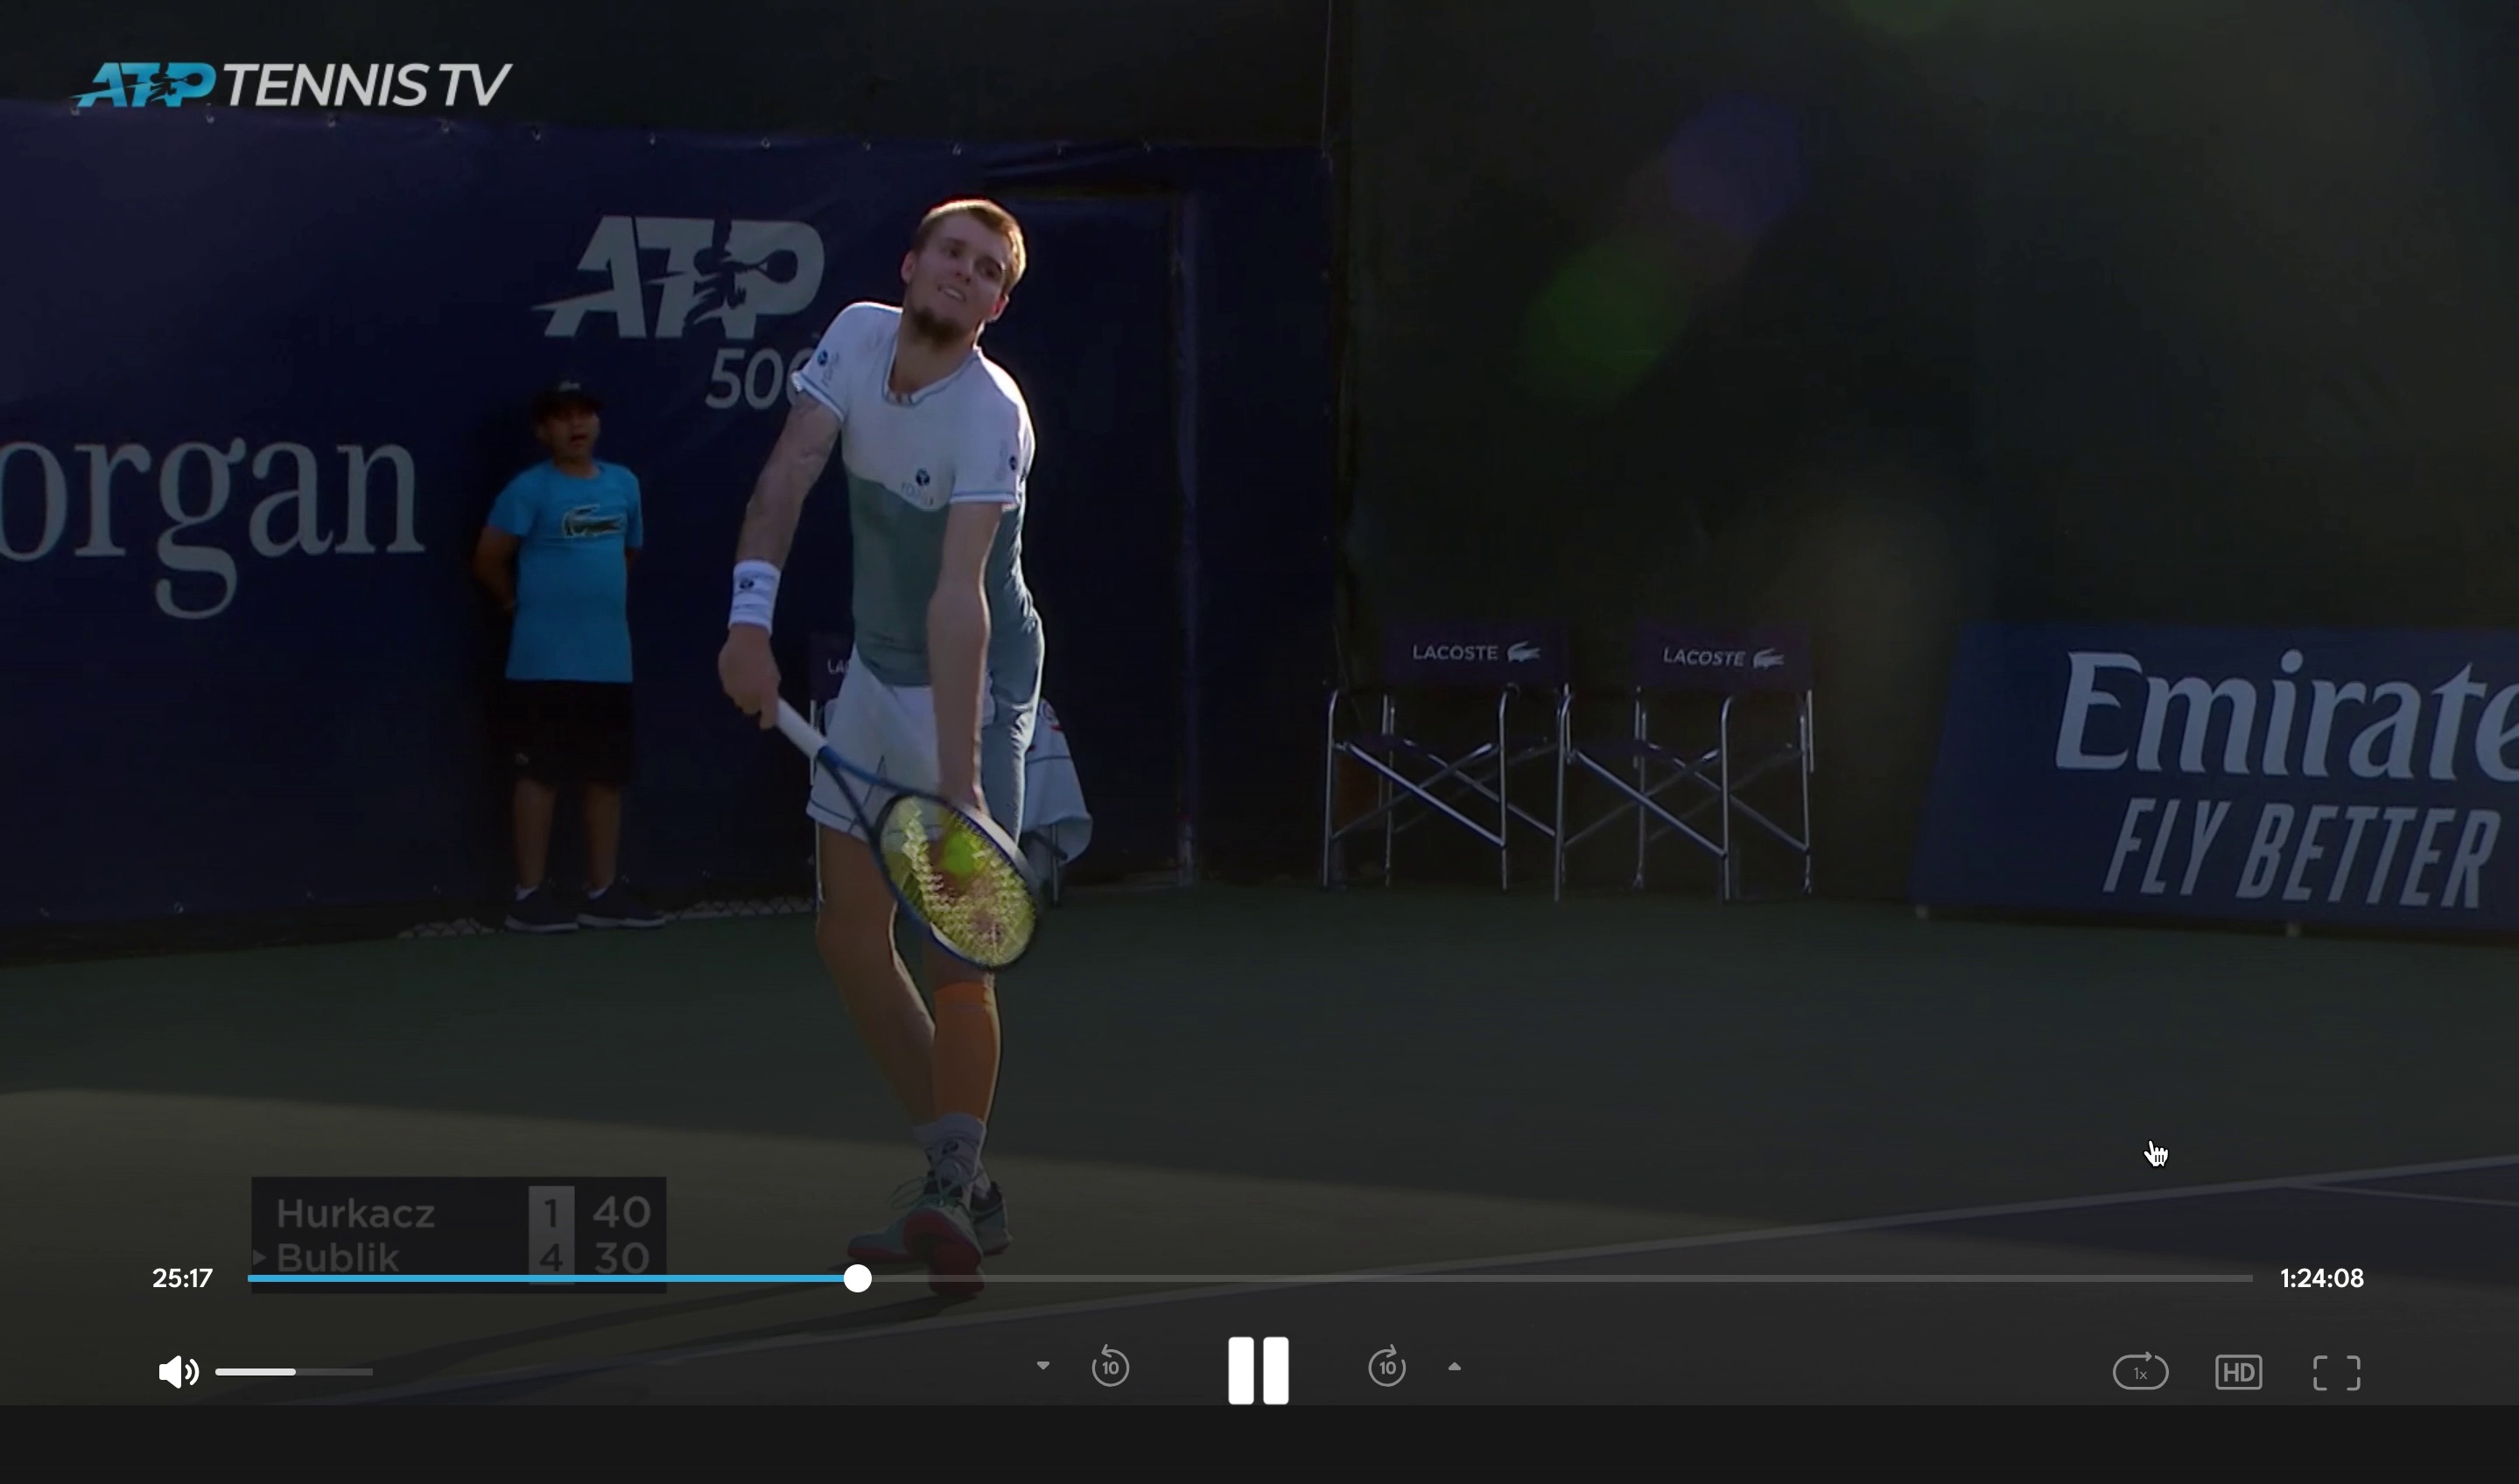 ATP TENNIS TV
ATP
500
organ
LACOSTE
LACOSTE
Emirate
FLY BETTER
Hurkacz 1 40
Bublik 4 30
25:17
1:24:08
10
10
1x
HD